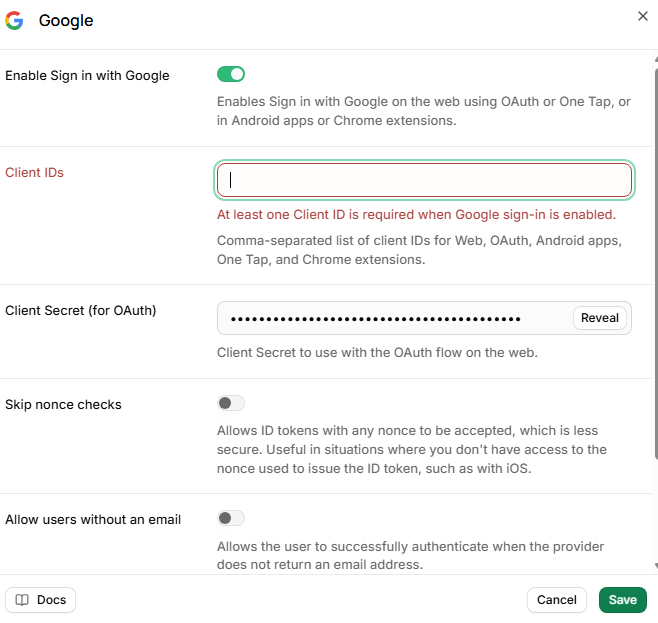 Google
Enable Sign in with Google
Enables Sign in with Google on the web using OAuth or One Tap, or
in Android apps or Chrome extensions.
Client IDs
At least one Client ID is required when Google sign-in is enabled.
Comma-separated list of client IDs for Web, OAuth, Android apps,
One Tap, and Chrome extensions.
Client Secret (for OAuth)
Reveal
Client Secret to use with the OAuth flow on the web.
Skip nonce checks
Allows ID tokens with any nonce to be accepted, which is less
secure. Useful in situations where you don't have access to the
nonce used to issue the ID token, such as with iOS.
Allow users without an email
Allows the user to successfully authenticate when the provider
does not return an email address.
Docs
Cancel
Save